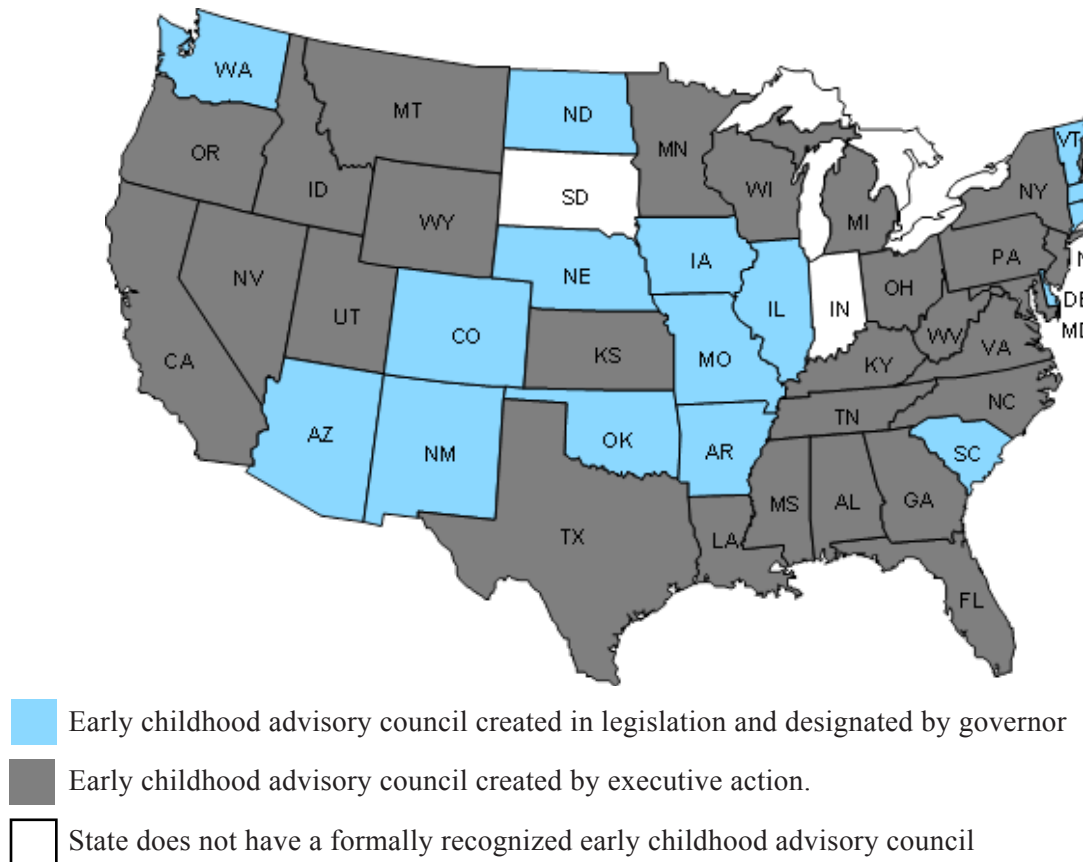 WA
MT
ND
MN
VT
OR
ID
WI
NY
SD
MI
WY
PA
IA
NE
NV
OH
IL
IN
UT
CO
WV
MO
KS
VA
CA
KY
NC
TN
AZ
OK
NM
AR
SC
MS
AL
GA
TX
LA
FL
Early childhood advisory council created in legislation and designated by governor
Early childhood advisory council created by executive action.
State does not have a formally recognized early childhood advisory council